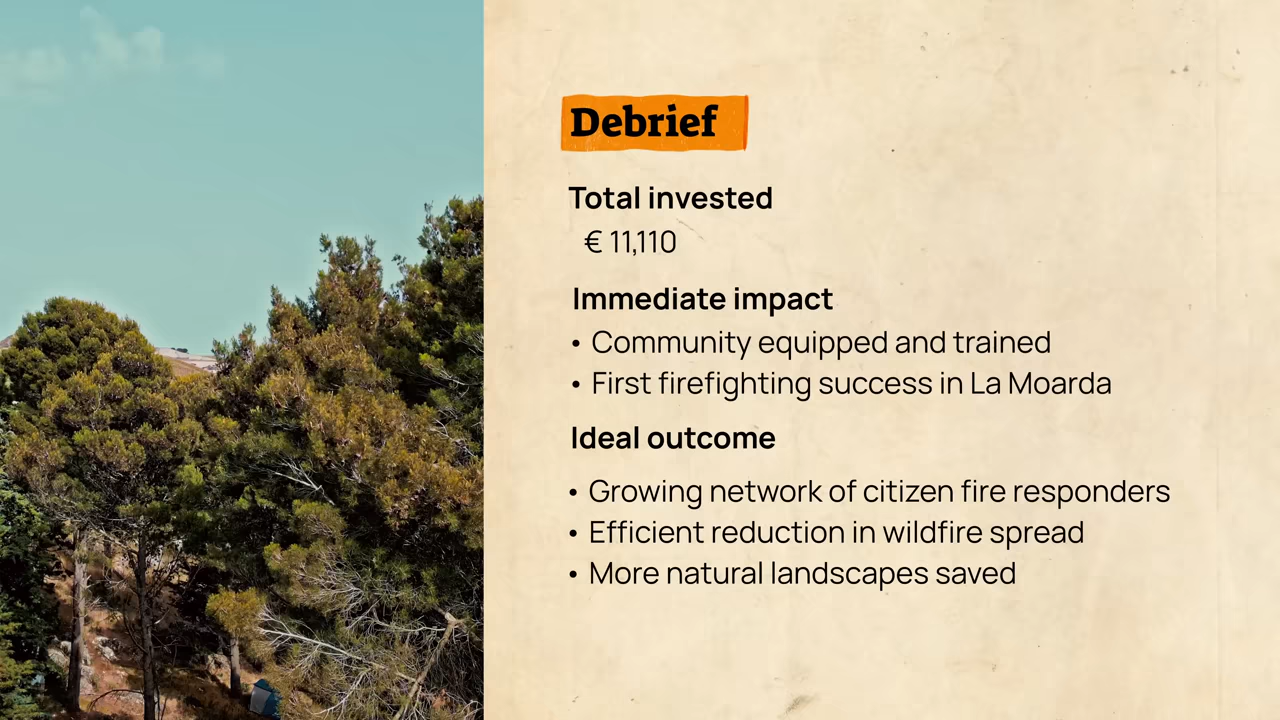 Debrief
Total invested
€ 11,110
Immediate impact
• Community equipped and trained
• First firefighting success in La Moarda
Ideal outcome
• Growing network of citizen fire responders
• Efficient reduction in wildfire spread
• More natural landscapes saved